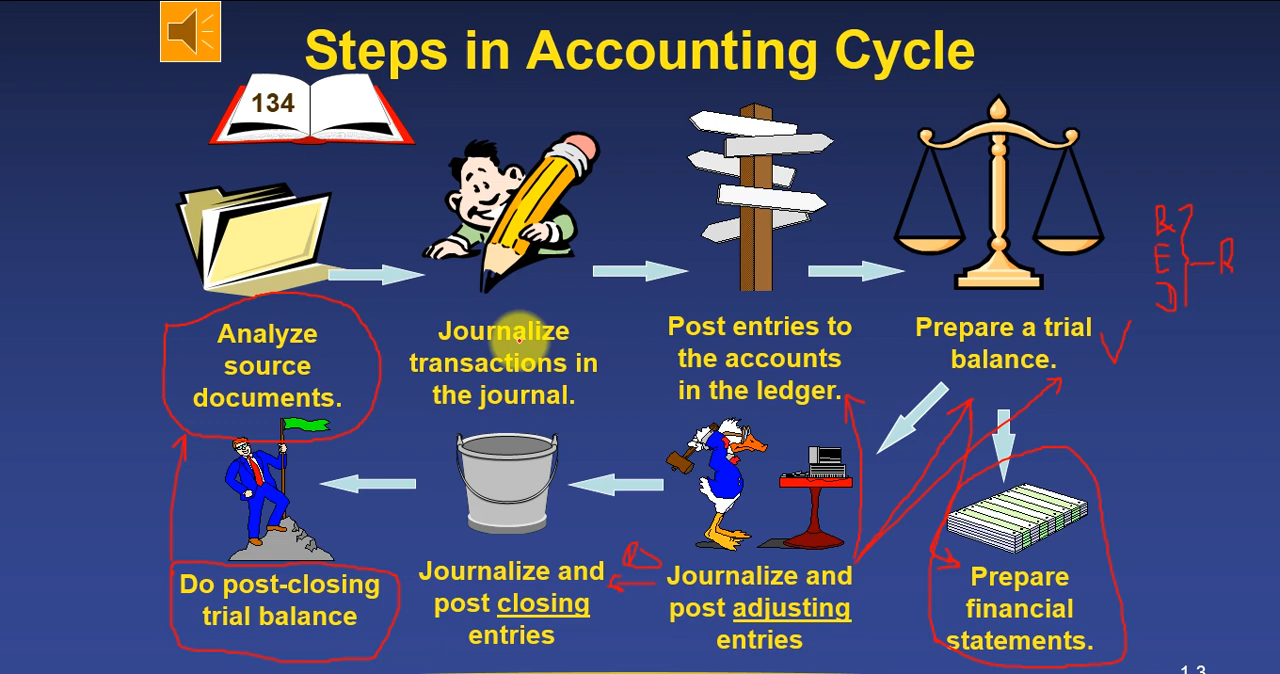 Steps in Accounting Cycle
134
Analyze
source
documents.
Journalize
transactions in
the journal.
Post entries to
the accounts
in the ledger.
Prepare a trial
balance.
R
E
D
R
Do post-closing
trial balance
Journalize and
post closing
entries
Journalize and
post adjusting
entries
Prepare
financial
statements.